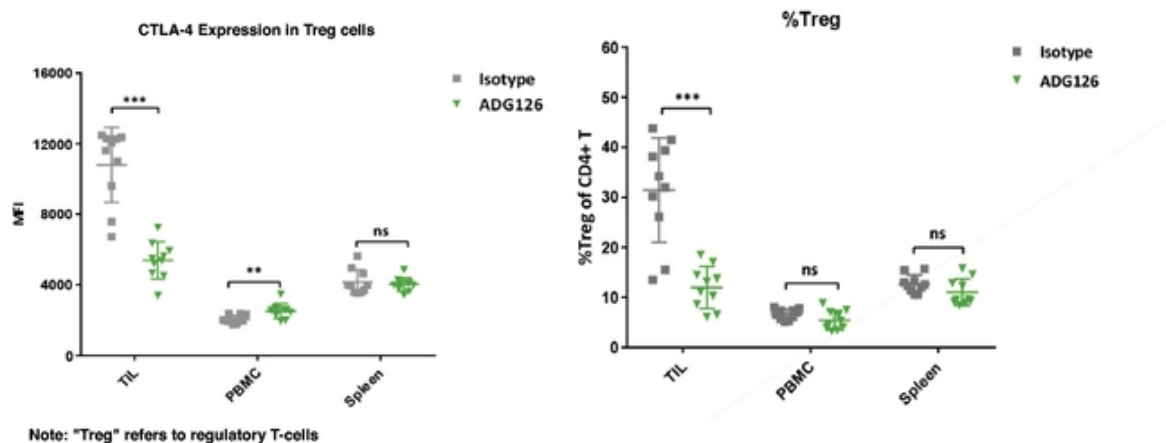 CTLA-4 Expression in Treg cells
MFI
16000
12000
8000
4000
0
***
**
ns
TIL
PBMC
Spleen
Isotype
ADG126
%Treg
%Treg of CD4+ T
60
50
40
30
20
10
0
***
ns
ns
TIL
PBMC
Spleen
Isotype
ADG126
Note: "Treg" refers to regulatory T-cells